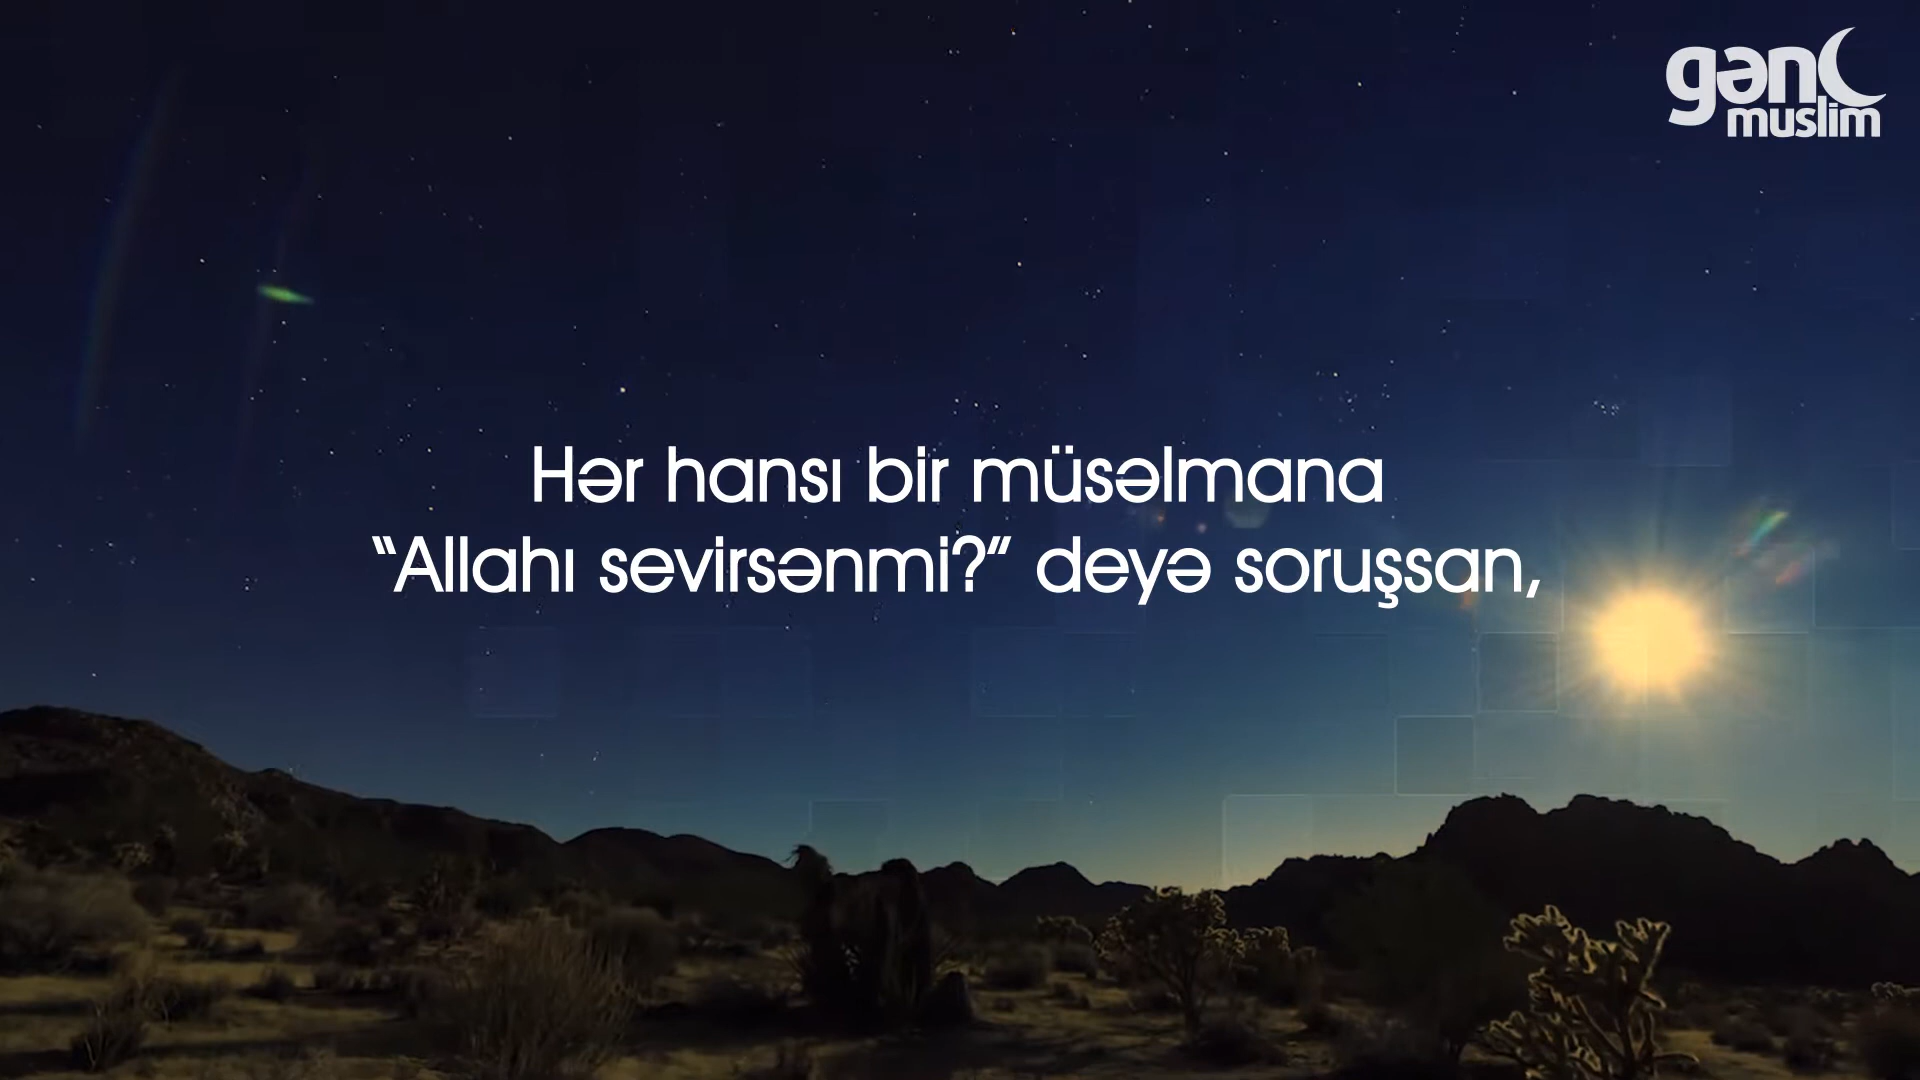 gənc
muslim
Hər hansı bir müsəlmana
“Allahı sevirsənmi?” deyə soruşsan,